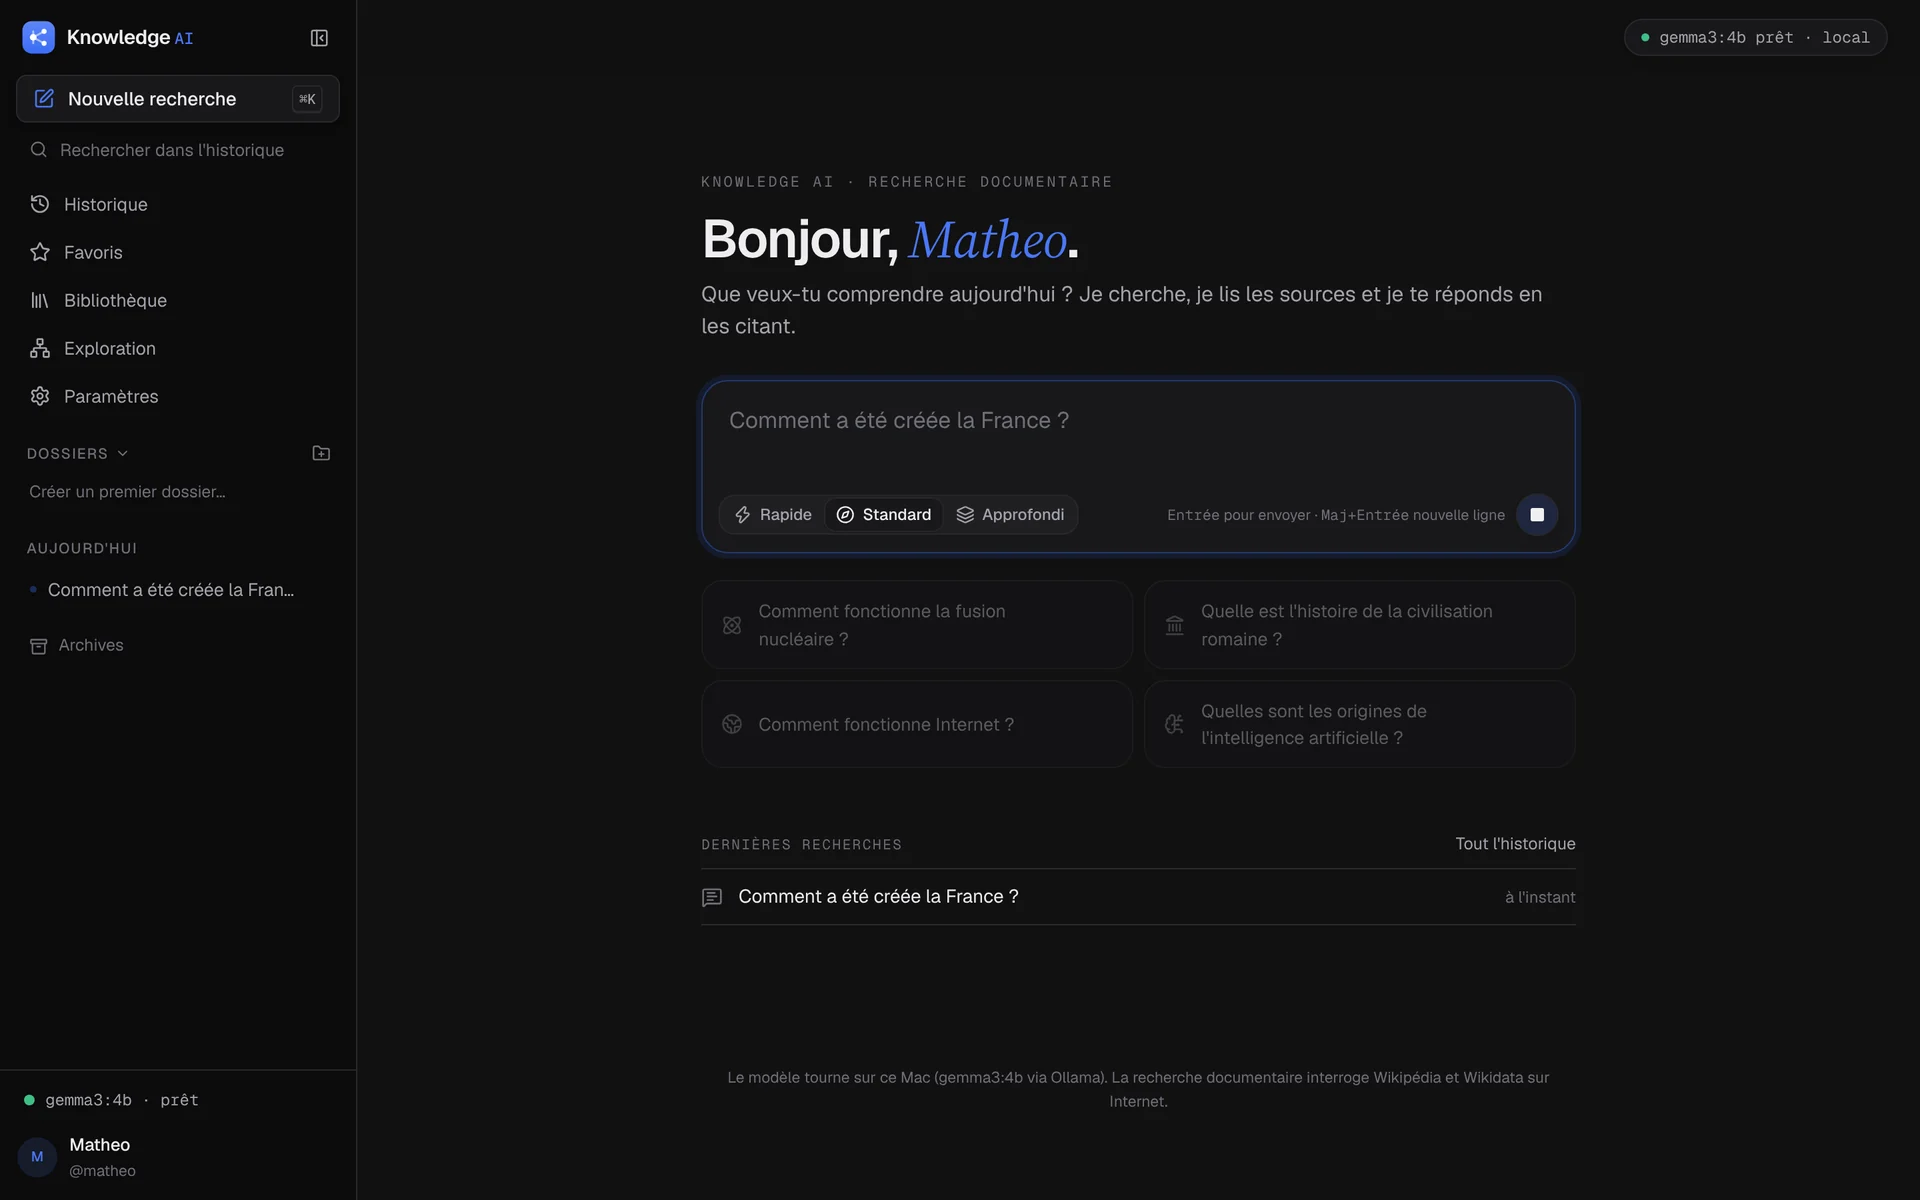 Knowledge AI
Nouvelle recherche ⌘K
Rechercher dans l'historique
Historique
Favoris
Bibliothèque
Exploration
Paramètres
DOSSIERS
Créer un premier dossier…
AUJOURD'HUI
Comment a été créée la Fran…
Archives
gemma3:4b · prêt
M
Matheo
@matheo
gemma3:4b prêt · local
KNOWLEDGE AI · RECHERCHE DOCUMENTAIRE
Bonjour, Matheo.
Que veux-tu comprendre aujourd'hui ? Je cherche, je lis les sources et je te réponds en
les citant.
Comment a été créée la France ?
Rapide Standard Approfondi Entrée pour envoyer · Maj+Entrée nouvelle ligne
Comment fonctionne la fusion
nucléaire ?
Quelle est l'histoire de la civilisation
romaine ?
Comment fonctionne Internet ?
Quelles sont les origines de
l'intelligence artificielle ?
DERNIÈRES RECHERCHES Tout l'historique
Comment a été créée la France ? à l'instant
Le modèle tourne sur ce Mac (gemma3:4b via Ollama). La recherche documentaire interroge Wikipédia et Wikidata sur
Internet.